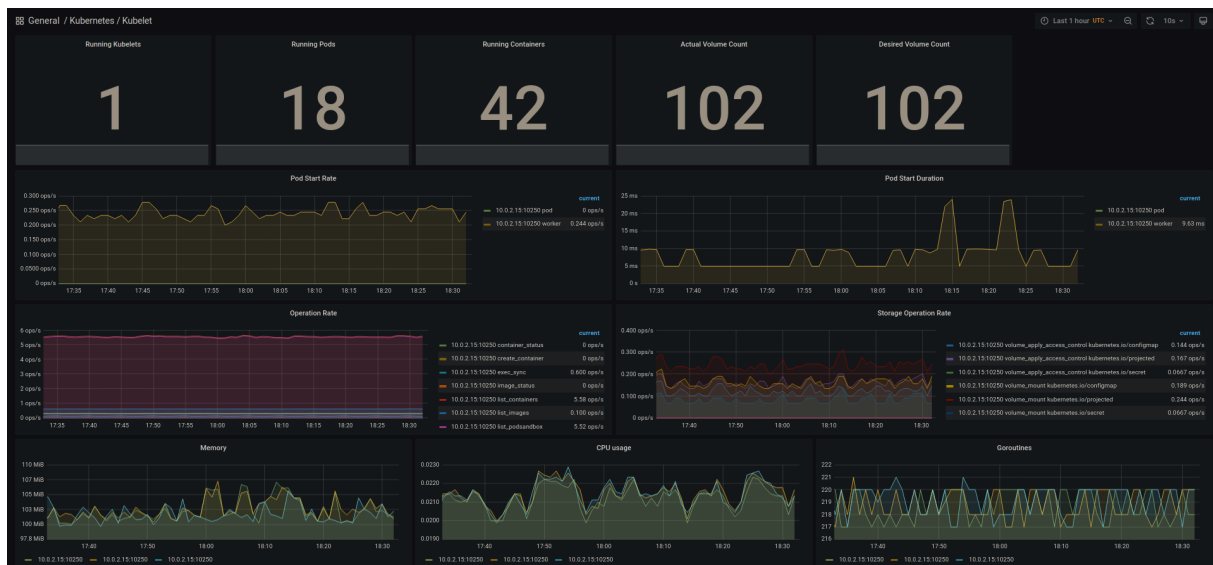 General / Kubernetes / Kubelet
Last 1 hour UTC
10s
Running Kubelets
1
Running Pods
18
Running Containers
42
Actual Volume Count
102
Desired Volume Count
102
Pod Start Rate
0.300 ops/s
0.250 ops/s
0.200 ops/s
0.150 ops/s
0.100 ops/s
0.0500 ops/s
0 ops/s
17:35 17:40 17:45 17:50 17:55 18:00 18:05 18:10 18:15 18:20 18:25 18:30
current
10.0.2.15:10250 pod 0 ops/s
10.0.2.15:10250 worker 0.244 ops/s
Pod Start Duration
25 ms
20 ms
15 ms
10 ms
5 ms
0 s
17:35 17:40 17:45 17:50 17:55 18:00 18:05 18:10 18:15 18:20 18:25 18:30
current
10.0.2.15:10250 pod
10.0.2.15:10250 worker 9.63 ms
Operation Rate
6 ops/s
5 ops/s
4 ops/s
3 ops/s
2 ops/s
1 ops/s
0 ops/s
17:35 17:40 17:45 17:50 17:55 18:00 18:05 18:10 18:15 18:20 18:25 18:30
current
10.0.2.15:10250 container_status 0 ops/s
10.0.2.15:10250 create_container 0 ops/s
10.0.2.15:10250 exec_sync 0.600 ops/s
10.0.2.15:10250 image_status 0 ops/s
10.0.2.15:10250 list_containers 5.58 ops/s
10.0.2.15:10250 list_images 0.100 ops/s
10.0.2.15:10250 list_podsandbox 5.52 ops/s
Storage Operation Rate
0.400 ops/s
0.300 ops/s
0.200 ops/s
0.100 ops/s
0 ops/s
17:40 17:50 18:00 18:10 18:20 18:30
current
10.0.2.15:10250 volume_apply_access_control kubernetes.io/configmap 0.144 ops/s
10.0.2.15:10250 volume_apply_access_control kubernetes.io/projected 0.167 ops/s
10.0.2.15:10250 volume_apply_access_control kubernetes.io/secret 0.0667 ops/s
10.0.2.15:10250 volume_mount kubernetes.io/configmap 0.189 ops/s
10.0.2.15:10250 volume_mount kubernetes.io/projected 0.244 ops/s
10.0.2.15:10250 volume_mount kubernetes.io/secret 0.0667 ops/s
Memory
110 MiB
107 MiB
105 MiB
103 MiB
100 MiB
97.8 MiB
17:40 17:50 18:00 18:10 18:20 18:30
10.0.2.15:10250 10.0.2.15:10250 10.0.2.15:10250
CPU usage
0.0230
0.0220
0.0210
0.0200
0.0190
17:40 17:50 18:00 18:10 18:20 18:30
10.0.2.15:10250 10.0.2.15:10250 10.0.2.15:10250
Goroutines
222
221
220
219
218
217
216
17:40 17:50 18:00 18:10 18:20 18:30
10.0.2.15:10250 10.0.2.15:10250 10.0.2.15:10250